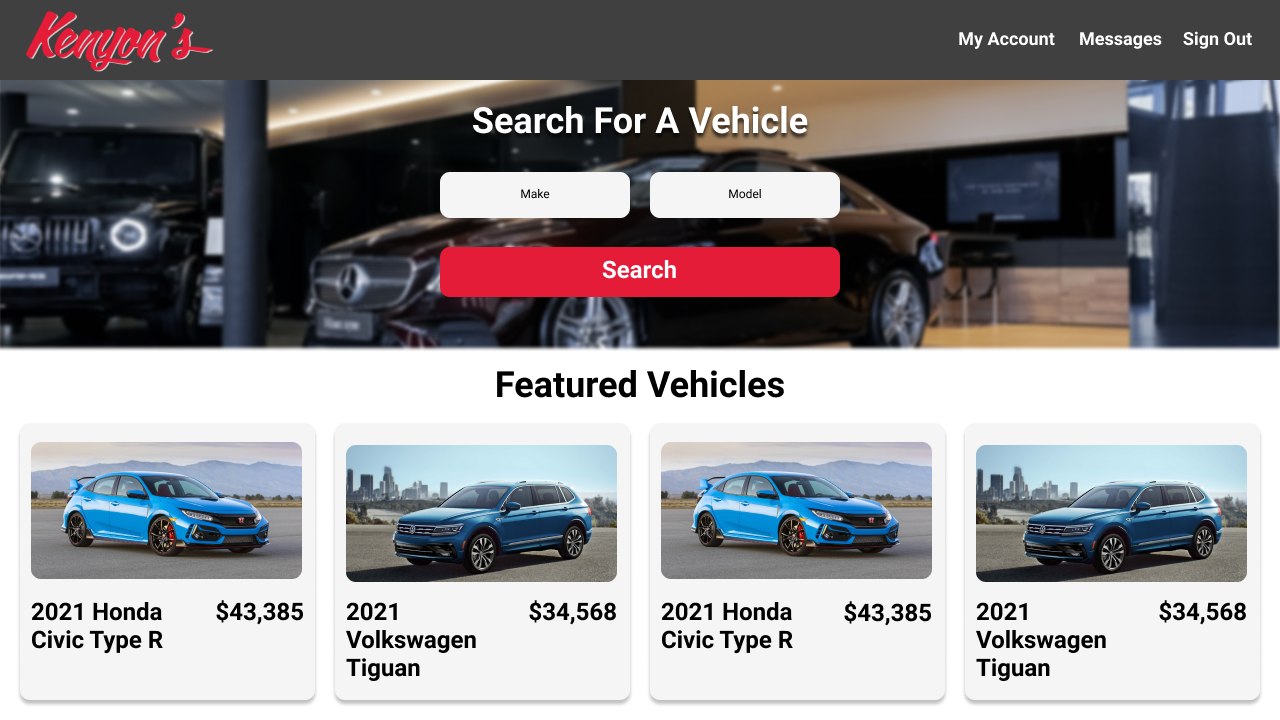 Kenyon's
My Account Messages Sign Out
Search For A Vehicle
Make Model
Search
Featured Vehicles
2021 Honda $43,385
Civic Type R
2021 $34,568
Volkswagen
Tiguan
2021 Honda $43,385
Civic Type R
2021 $34,568
Volkswagen
Tiguan